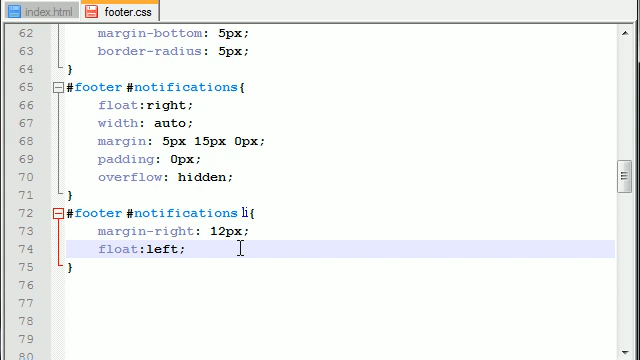 index.html footer.css
62 margin-bottom: 5px;
63 border-radius: 5px;
64 }
65 #footer #notifications{
66 float:right;
67 width: auto;
68 margin: 5px 15px 0px;
69 padding: 0px;
70 overflow: hidden;
71 }
72 #footer #notifications li{
73 margin-right: 12px;
74 float:left;
75 }
76
77
78
79
80